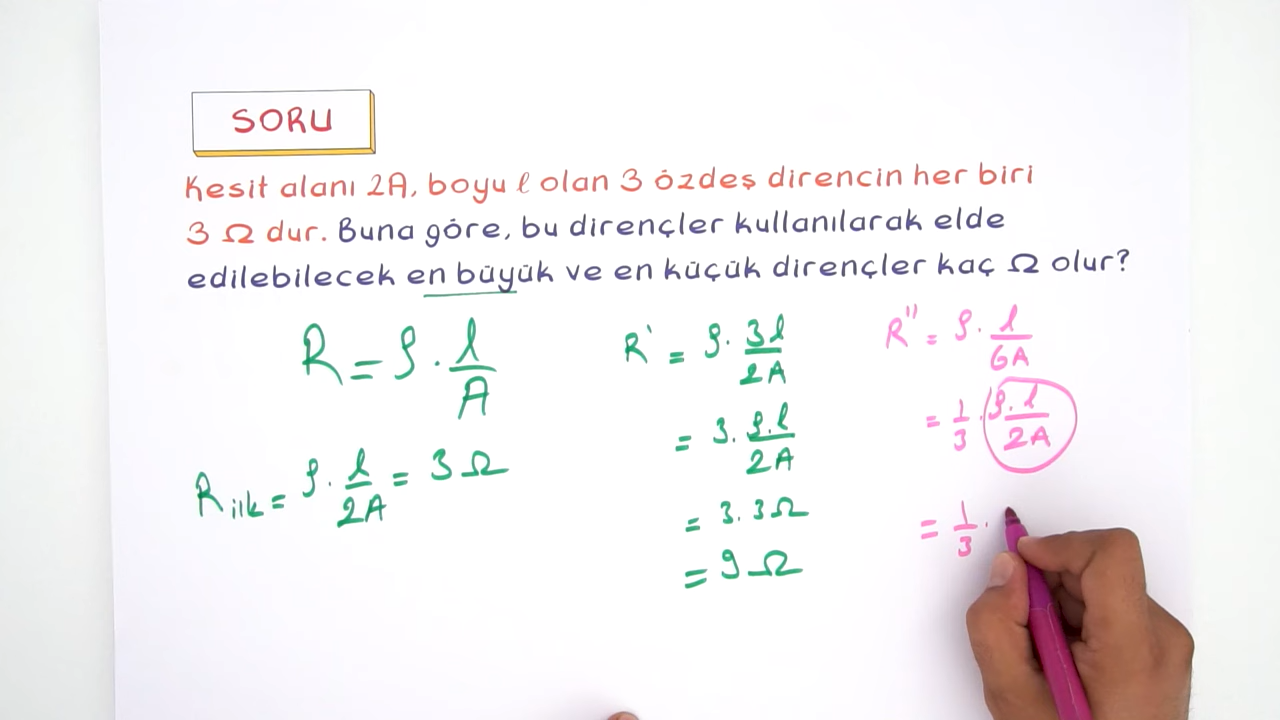 SORU
Kesit alanı 2A, boyu ℓ olan 3 özdeş direncin her biri
3 Ω dur. Buna göre, bu dirençler kullanılarak elde
edilebilecek en büyük ve en küçük dirençler kaç Ω olur?
R = ρ . l / A
R ilk = ρ . l / 2A = 3 Ω
R' = ρ . 3l / 2A
= 3 . ρ . l / 2A
= 3 . 3Ω
= 9 Ω
R'' = ρ . l / 6A
= 1/3 . ρ . l / 2A
= 1/3 .